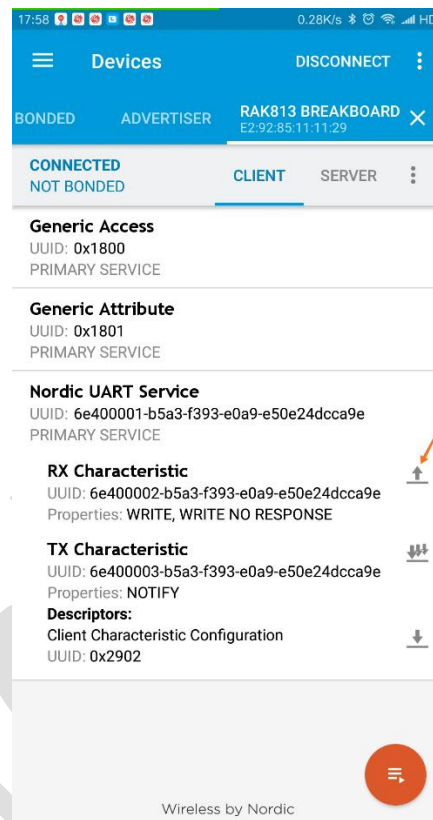 17:58 0.28K/s HD
Devices DISCONNECT
BONDED ADVERTISER RAK813 BREAKBOARD
E2:92:85:11:11:29
CONNECTED
NOT BONDED CLIENT SERVER
Generic Access
UUID: 0x1800
PRIMARY SERVICE
Generic Attribute
UUID: 0x1801
PRIMARY SERVICE
Nordic UART Service
UUID: 6e400001-b5a3-f393-e0a9-e50e24dcca9e
PRIMARY SERVICE
RX Characteristic
UUID: 6e400002-b5a3-f393-e0a9-e50e24dcca9e
Properties: WRITE, WRITE NO RESPONSE
TX Characteristic
UUID: 6e400003-b5a3-f393-e0a9-e50e24dcca9e
Properties: NOTIFY
Descriptors:
Client Characteristic Configuration
UUID: 0x2902
Wireless by Nordic